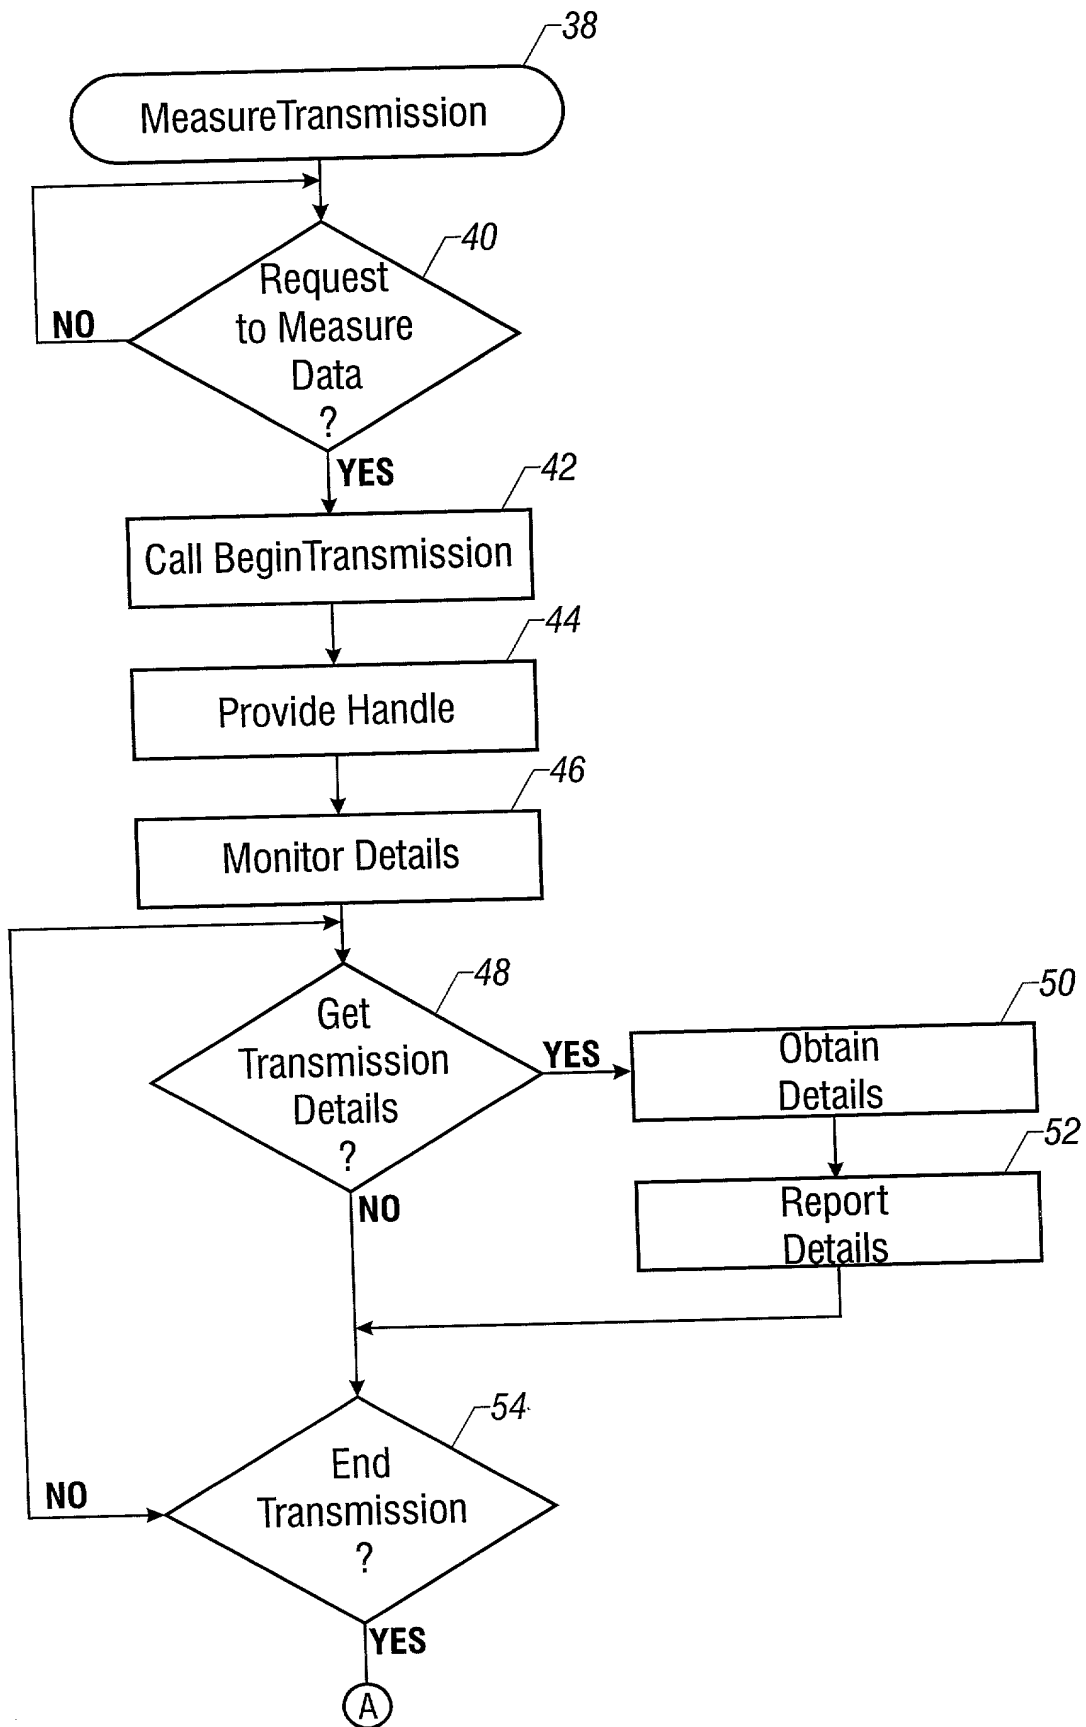 38
MeasureTransmission
40
Request
to Measure
Data
?
NO
YES
42
Call BeginTransmission
44
Provide Handle
46
Monitor Details
48
Get
Transmission
Details
?
YES
50
Obtain
Details
52
Report
Details
NO
54
End
Transmission
?
NO
YES
A